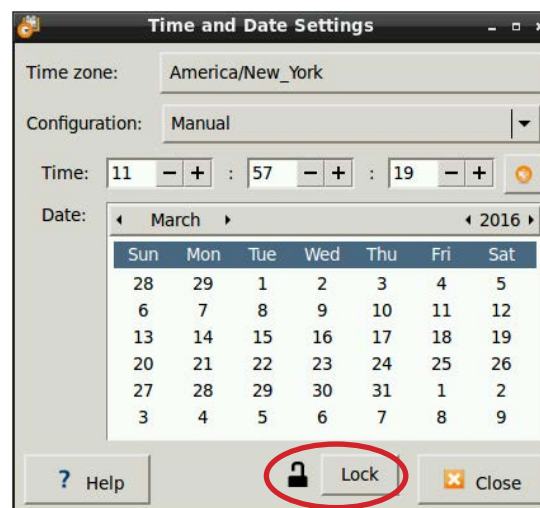 Time and Date Settings
Time zone: America/New_York
Configuration: Manual
Time: 11 − + : 57 − + : 19 − +
Date: March 2016
Sun Mon Tue Wed Thu Fri Sat
28 29 1 2 3 4 5
6 7 8 9 10 11 12
13 14 15 16 17 18 19
20 21 22 23 24 25 26
27 28 29 30 31 1 2
3 4 5 6 7 8 9
? Help Lock Close